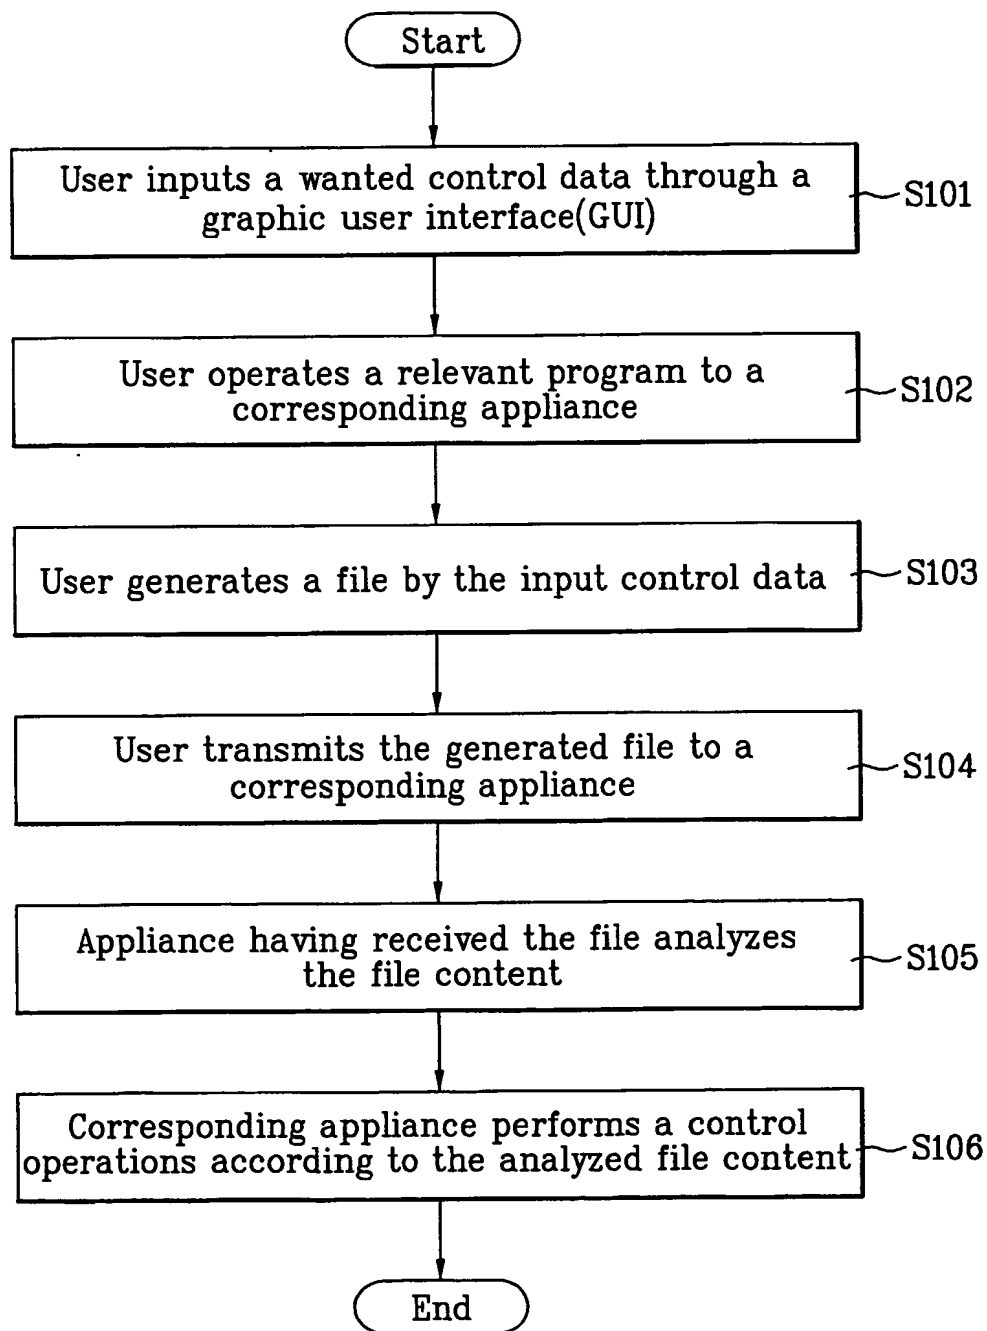 Start
User inputs a wanted control data through a
graphic user interface(GUI)
S101
User operates a relevant program to a
corresponding appliance
S102
User generates a file by the input control data
S103
User transmits the generated file to a
corresponding appliance
S104
Appliance having received the file analyzes
the file content
S105
Corresponding appliance performs a control
operations according to the analyzed file content
S106
End